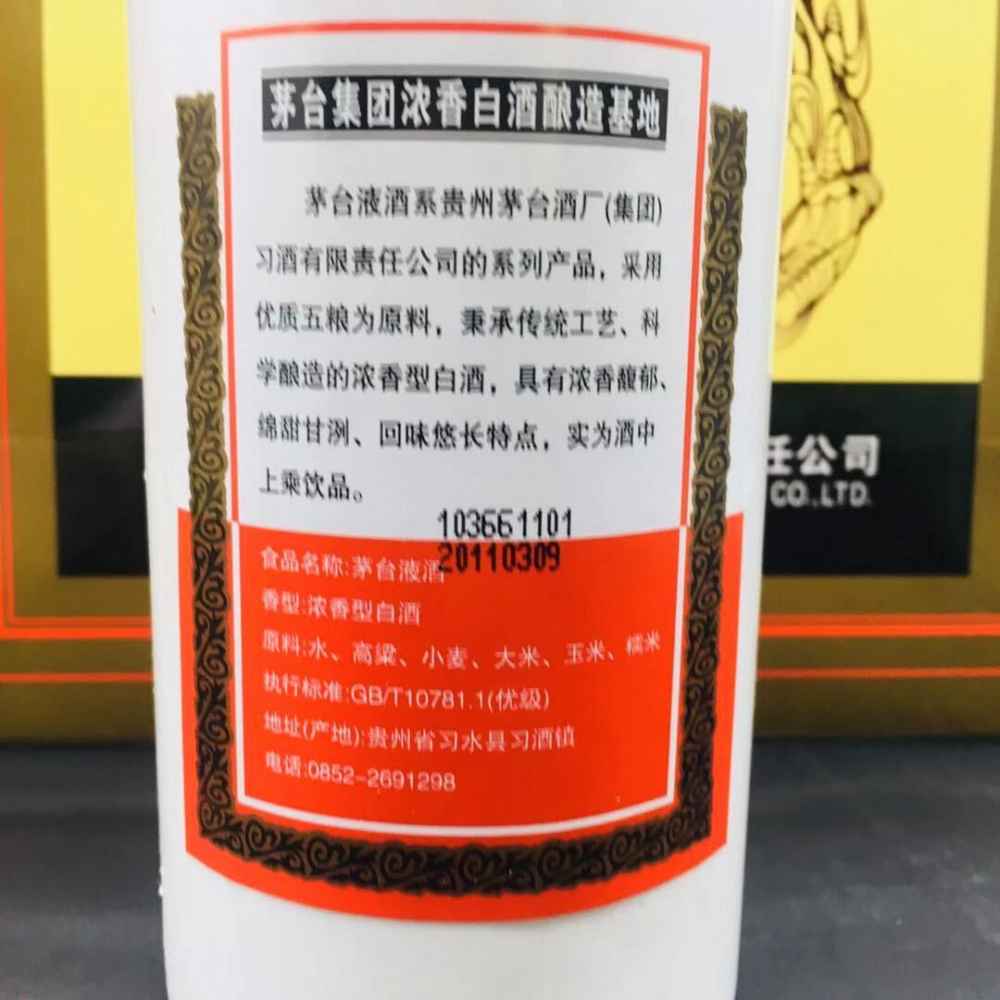 茅台集团浓香白酒酿造基地
茅台液酒系贵州茅台酒厂(集团)
习酒有限责任公司的系列产品，采用
优质五粮为原料，秉承传统工艺、科
学酿造的浓香型白酒，具有浓香馥郁、
绵甜甘洌、回味悠长特点，实为酒中
上乘饮品。
103661101
20110309
食品名称:茅台液酒
香型:浓香型白酒
原料:水、高粱、小麦、大米、玉米、糯米
执行标准:GB/T10781.1(优级)
地址(产地):贵州省习水县习酒镇
电话:0852-2691298
任公司
CO.,LTD.